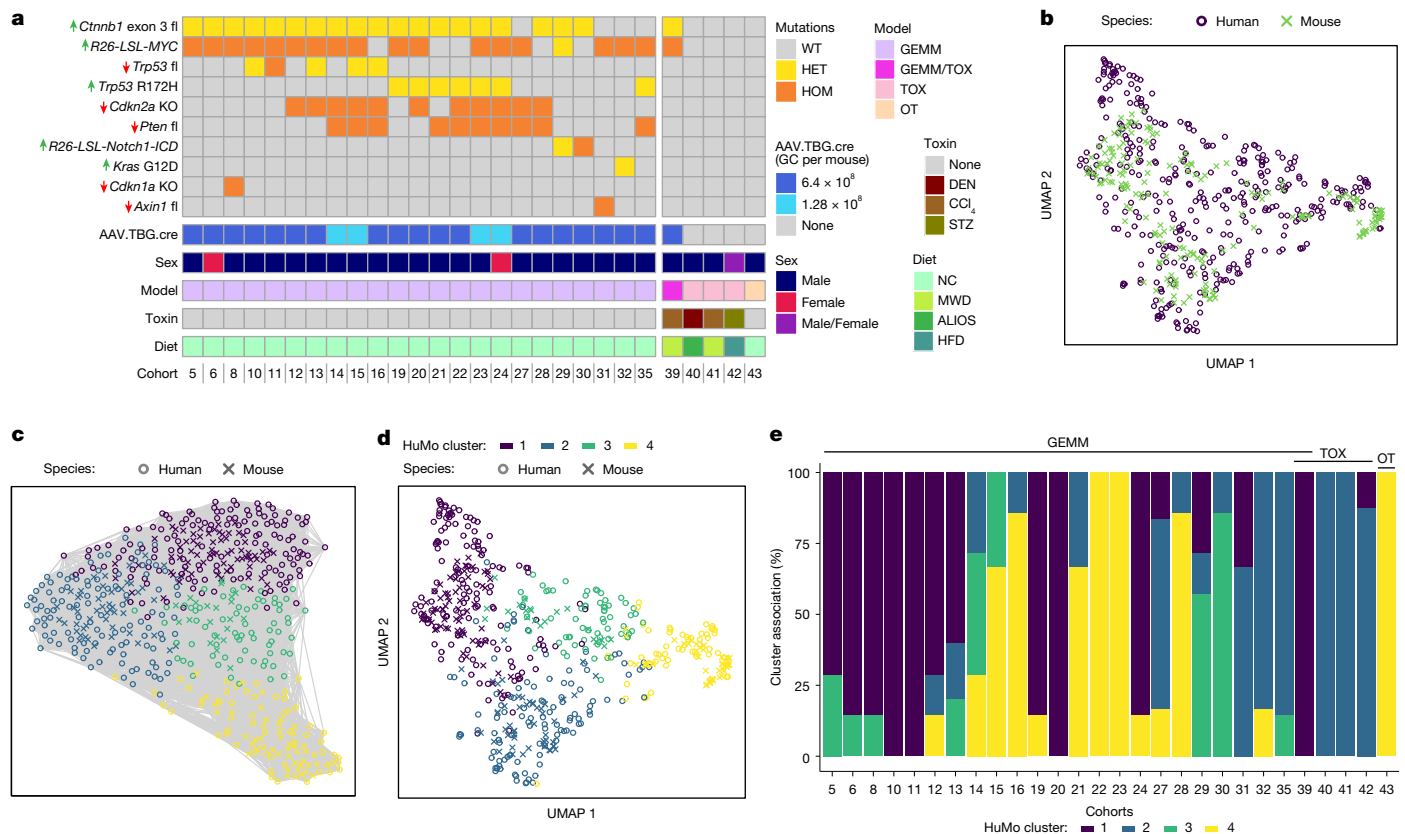 a
↑ Ctnnb1 exon 3 fl
↑ R26-LSL-MYC
↓ Trp53 fl
↑ Trp53 R172H
↓ Cdkn2a KO
↓ Pten fl
↑ R26-LSL-Notch1-ICD
↑ Kras G12D
↓ Cdkn1a KO
↓ Axin1 fl
AAV.TBG.cre
Sex
Model
Toxin
Diet
Cohort 5 6 8 10 11 12 13 14 15 16 19 20 21 22 23 24 27 28 29 30 31 32 35 39 40 41 42 43
Mutations
WT
HET
HOM
AAV.TBG.cre
(GC per mouse)
6.4 × 10⁸
1.28 × 10⁸
None
Sex
Male
Female
Male/Female
Model
GEMM
GEMM/TOX
TOX
OT
Toxin
None
DEN
CCl₄
STZ
Diet
NC
MWD
ALIOS
HFD
b
Species: Human Mouse
UMAP 2
UMAP 1
c
Species: Human Mouse
d
HuMo cluster: 1 2 3 4
Species: Human Mouse
UMAP 2
UMAP 1
e
GEMM
TOX
OT
Cluster association (%)
100
75
50
25
0
5 6 8 10 11 12 13 14 15 16 19 20 21 22 23 24 27 28 29 30 31 32 35 39 40 41 42 43
Cohorts
HuMo cluster: 1 2 3 4